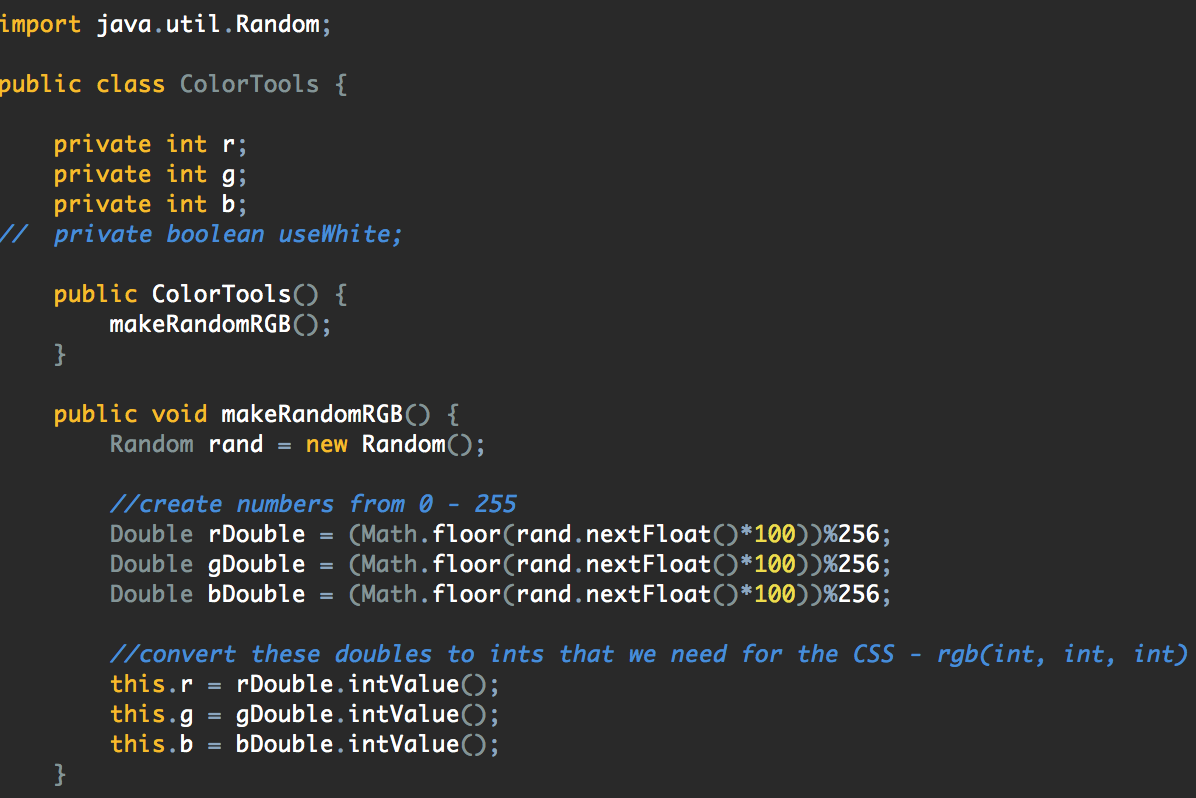 import java.util.Random;
public class ColorTools {
private int r;
private int g;
private int b;
//  private boolean useWhite;
public ColorTools() {
makeRandomRGB();
}
public void makeRandomRGB() {
Random rand = new Random();
//create numbers from 0 - 255
Double rDouble = (Math.floor(rand.nextFloat()*100))%256;
Double gDouble = (Math.floor(rand.nextFloat()*100))%256;
Double bDouble = (Math.floor(rand.nextFloat()*100))%256;
//convert these doubles to ints that we need for the CSS - rgb(int, int, int)
this.r = rDouble.intValue();
this.g = gDouble.intValue();
this.b = bDouble.intValue();
}